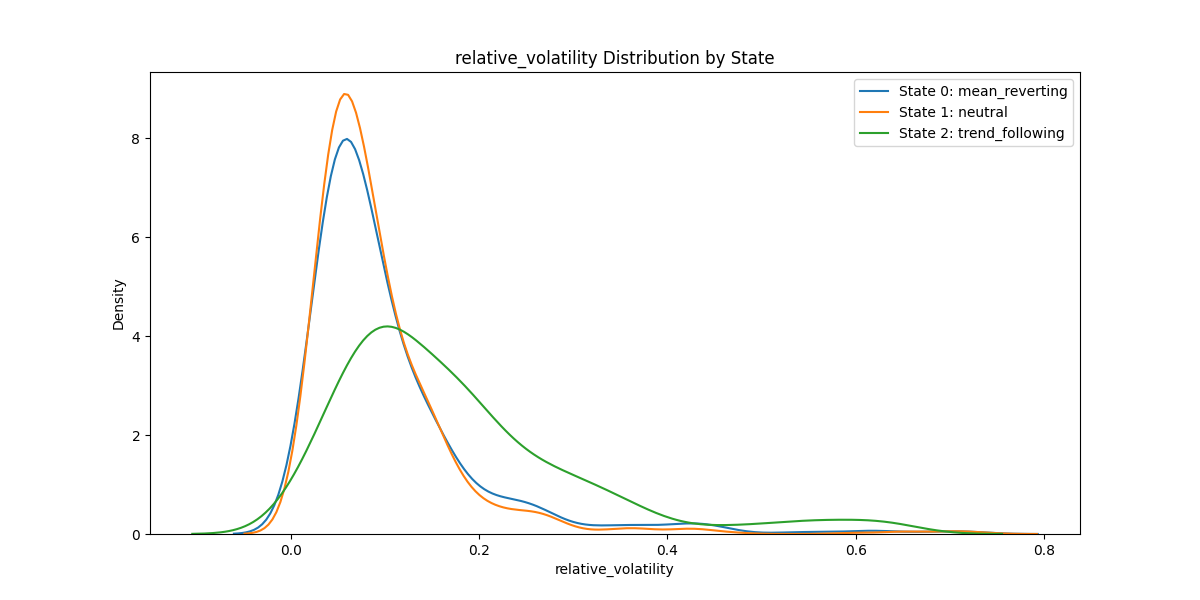 relative_volatility Distribution by State
State 0: mean_reverting
State 1: neutral
State 2: trend_following
Density
8
6
4
2
0
0.0 0.2 0.4 0.6 0.8
relative_volatility